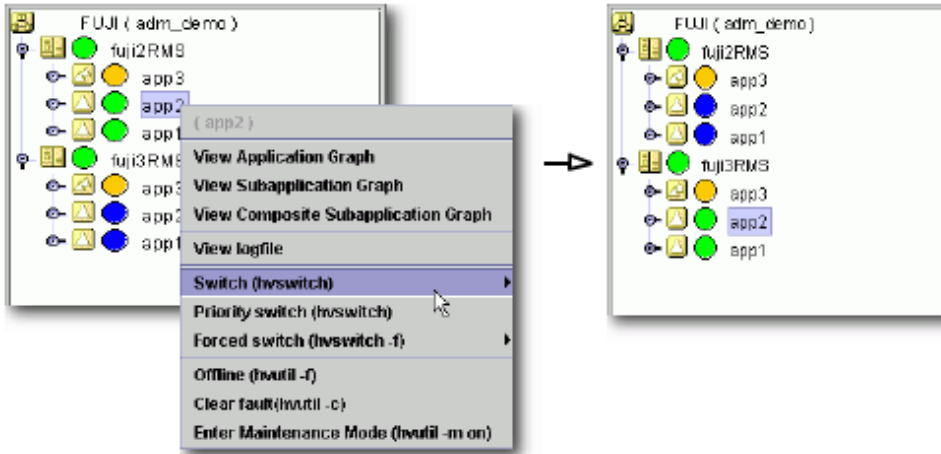 FUJI ( adm_demo )
fuji2RMS
app3
app2
app1
fuji3RMS
app3
app2
app1
( app2 )
View Application Graph
View Subapplication Graph
View Composite Subapplication Graph
View logfile
Switch (hvswitch)
Priority switch (hvswitch)
Forced switch (hvswitch -f)
Offline (hvutil -f)
Clear fault(hvutil -c)
Enter Maintenance Mode (hvutil -m on)
FUJI ( adm_demo )
fuji2RMS
app3
app2
app1
fuji3RMS
app3
app2
app1